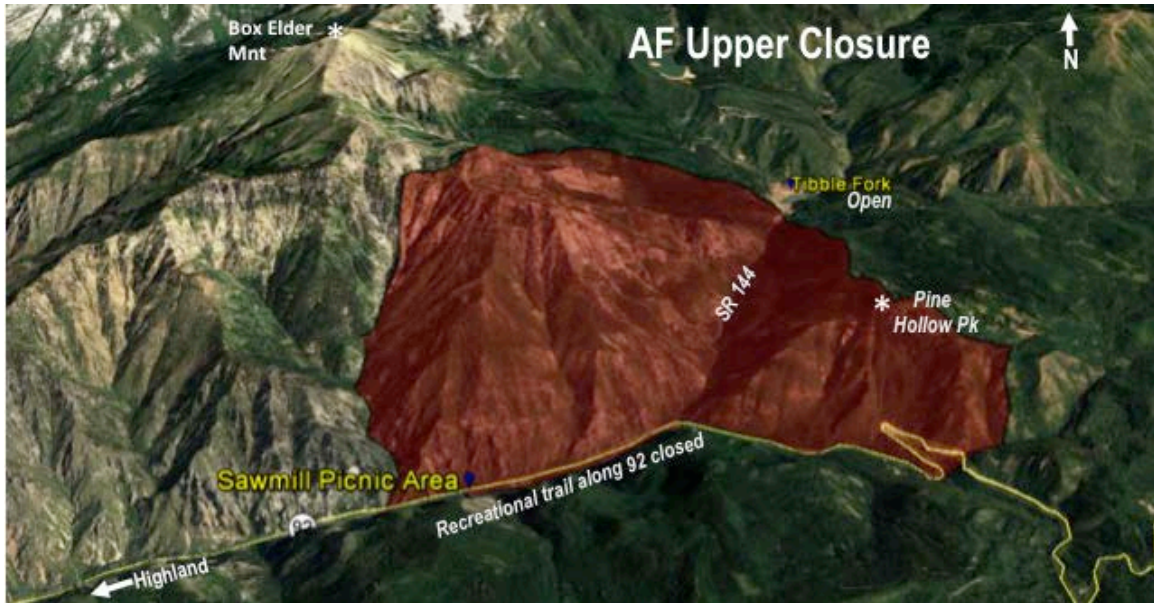 Box Elder
Mnt
*
AF Upper Closure
N
Tibble Fork
Open
SR 144
*
Pine
Hollow Pk
Sawmill Picnic Area
Recreational trail along 92 closed
92
Highland